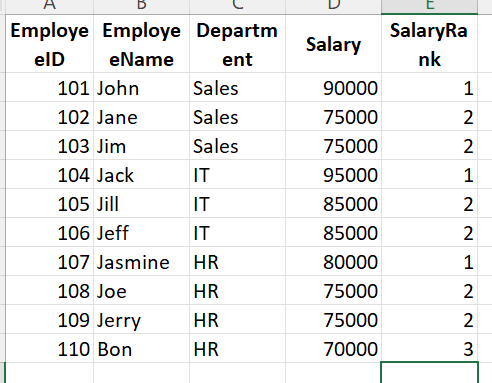 A B C D E
EmployeeID EmployeeName Department Salary SalaryRank
101 John Sales 90000 1
102 Jane Sales 75000 2
103 Jim Sales 75000 2
104 Jack IT 95000 1
105 Jill IT 85000 2
106 Jeff IT 85000 2
107 Jasmine HR 80000 1
108 Joe HR 75000 2
109 Jerry HR 75000 2
110 Bon HR 70000 3